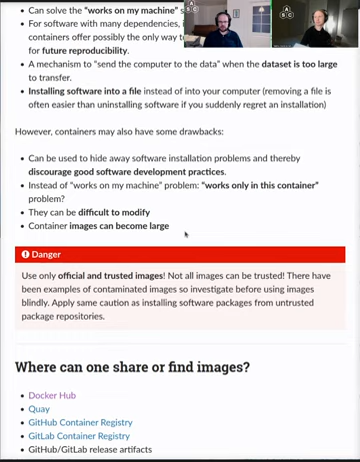 • Can solve the "works on my machine" s
• For software with many dependencies, i
containers offer possibly the only way t
for future reproducibility.
• A mechanism to "send the computer to the data" when the dataset is too large
to transfer.
• Installing software into a file instead of into your computer (removing a file is
often easier than uninstalling software if you suddenly regret an installation)
However, containers may also have some drawbacks:
• Can be used to hide away software installation problems and thereby
discourage good software development practices.
• Instead of "works on my machine" problem: "works only in this container"
problem?
• They can be difficult to modify
• Container images can become large
Danger
Use only official and trusted images! Not all images can be trusted! There have
been examples of contaminated images so investigate before using images
blindly. Apply same caution as installing software packages from untrusted
package repositories.
Where can one share or find images?
• Docker Hub
• Quay
• GitHub Container Registry
• GitLab Container Registry
• GitHub/GitLab release artifacts